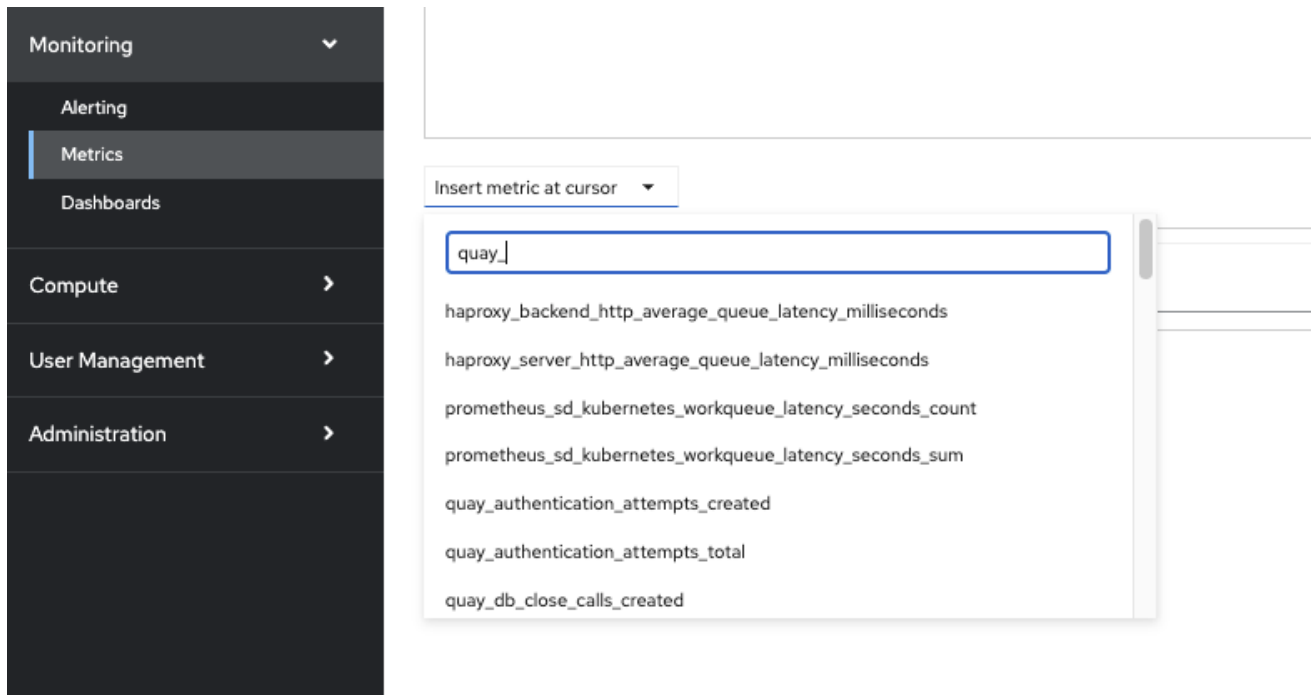 Monitoring
Alerting
Metrics
Dashboards
Compute
User Management
Administration
Insert metric at cursor
quay_
haproxy_backend_http_average_queue_latency_milliseconds
haproxy_server_http_average_queue_latency_milliseconds
prometheus_sd_kubernetes_workqueue_latency_seconds_count
prometheus_sd_kubernetes_workqueue_latency_seconds_sum
quay_authentication_attempts_created
quay_authentication_attempts_total
quay_db_close_calls_created